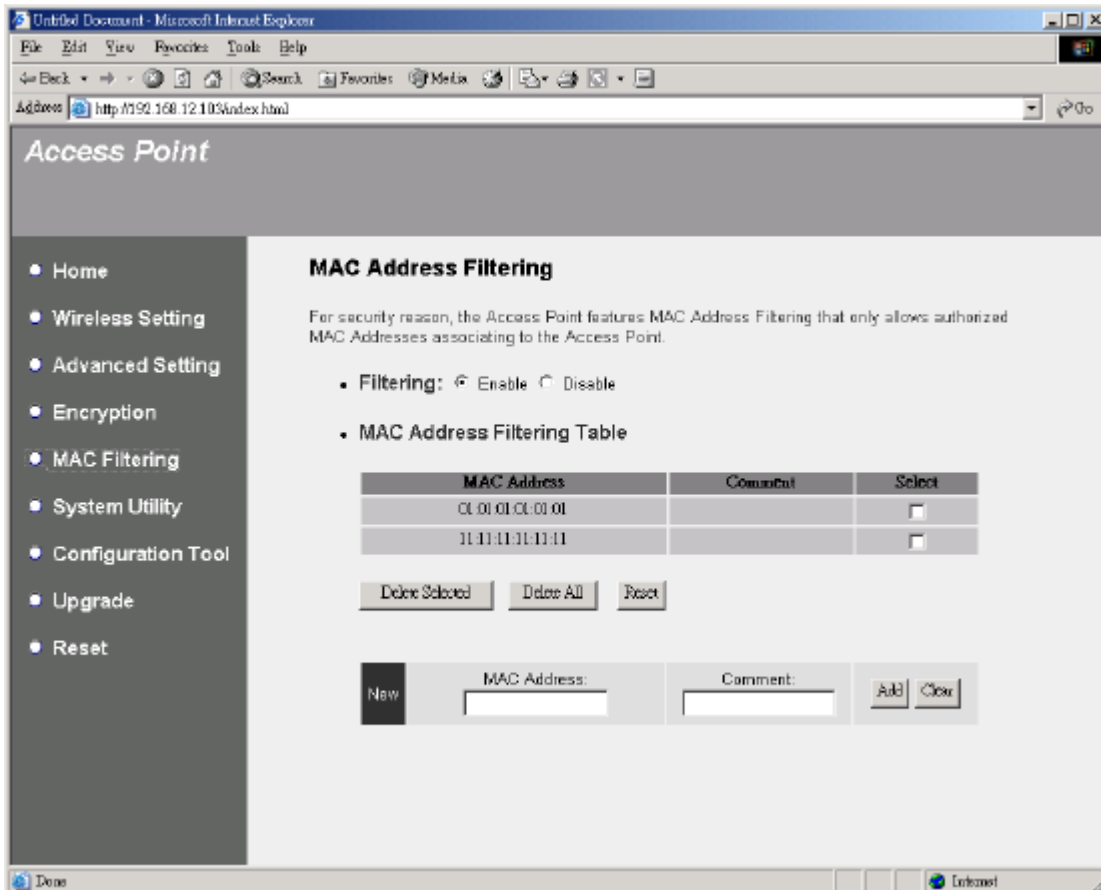 Untitled Document - Microsoft Internet Explorer
File Edit View Favorites Tools Help
Back Search Favorites Media
Address http://192.168.12.103/index.html Go
Access Point
Home
Wireless Setting
Advanced Setting
Encryption
MAC Filtering
System Utility
Configuration Tool
Upgrade
Reset
MAC Address Filtering
For security reason, the Access Point features MAC Address Filtering that only allows authorized
MAC Addresses associating to the Access Point.
Filtering: Enable Disable
MAC Address Filtering Table
MAC Address Comment Select
01:01:01:01:01:01
11:11:11:11:11:11
Delete Selected Delete All Reset
New MAC Address: Comment: Add Clear
Done Internet